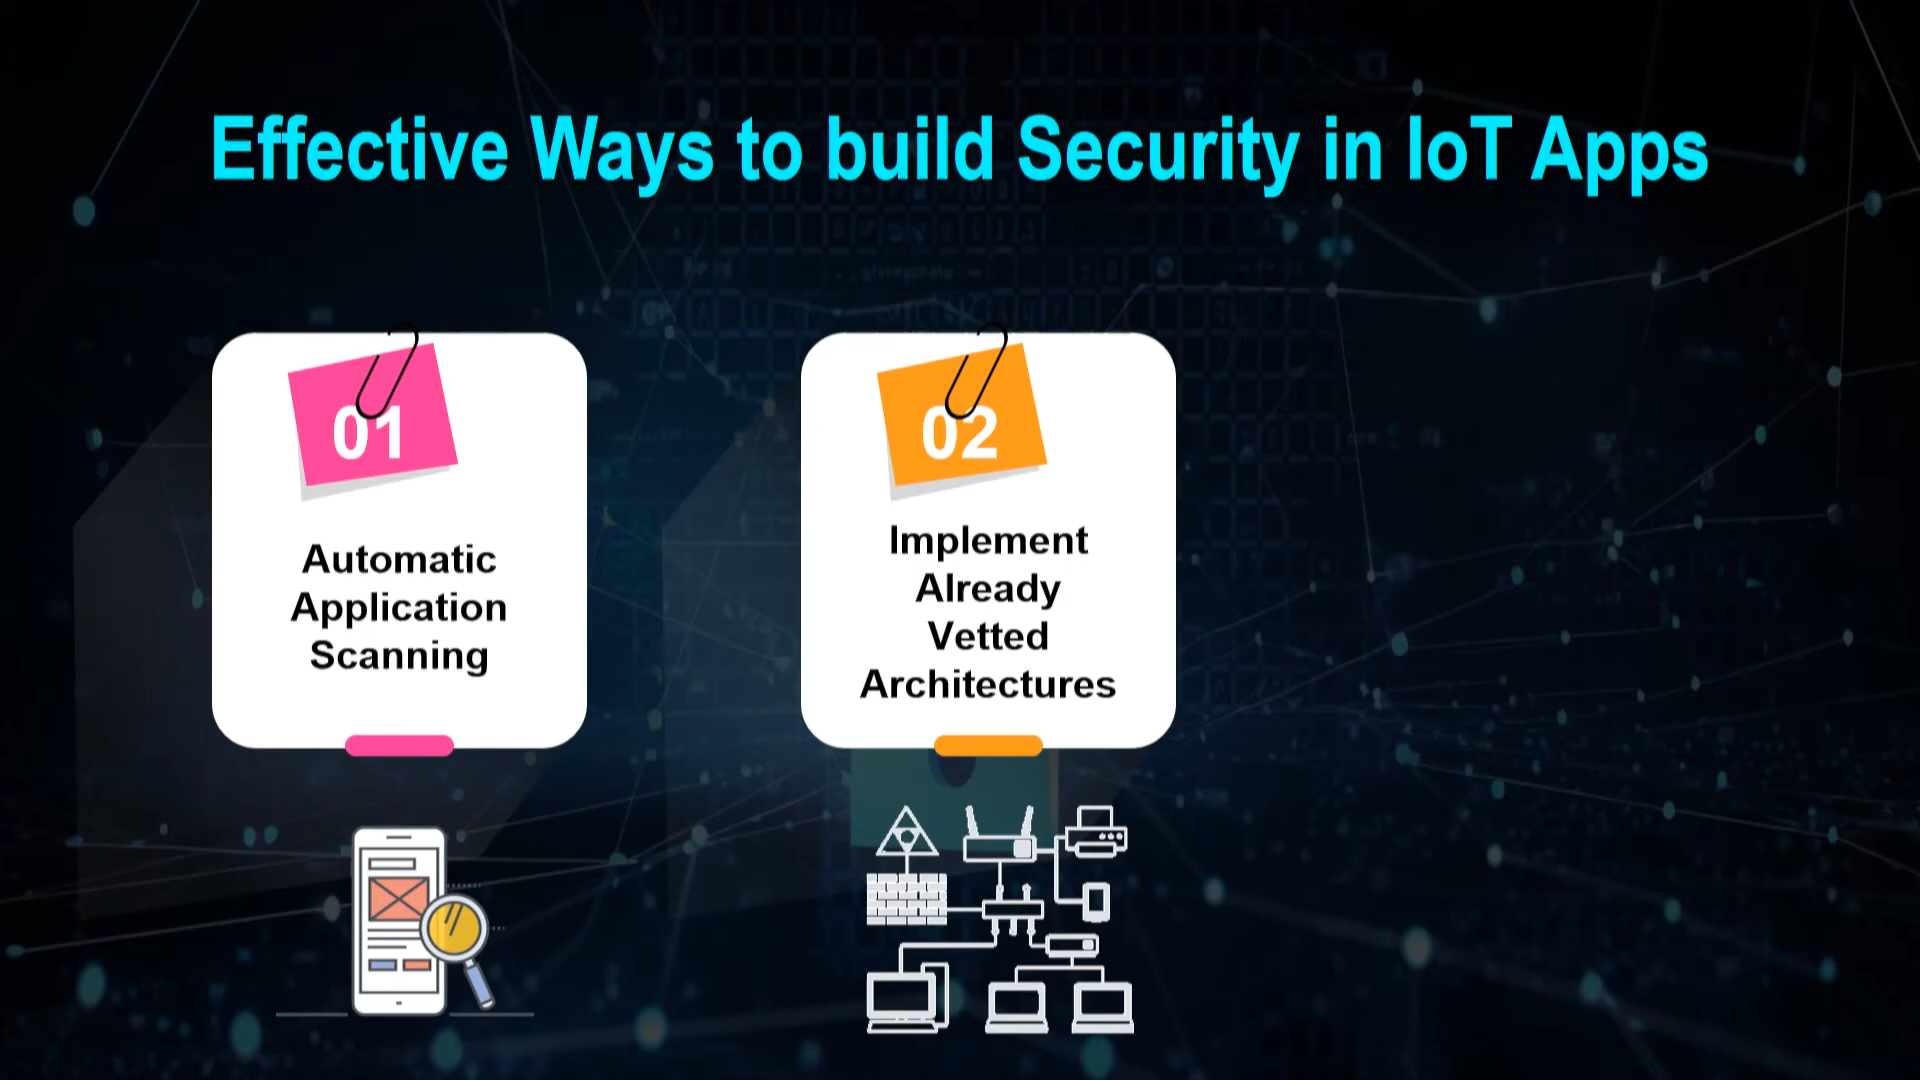 Effective Ways to build Security in IoT Apps
01
Automatic
Application
Scanning
02
Implement
Already
Vetted
Architectures